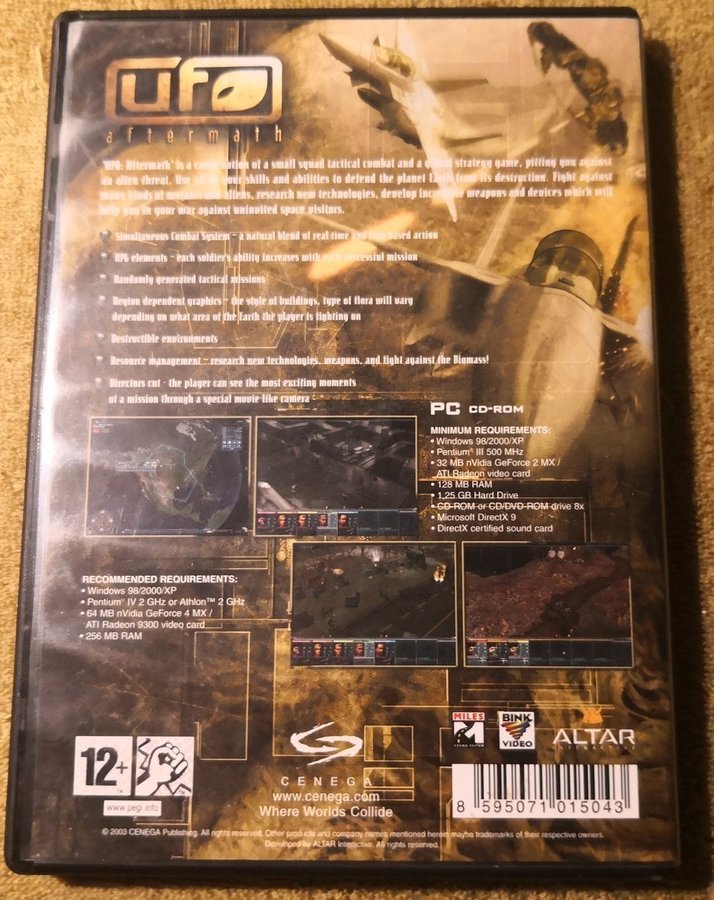 UFO
aftermath
"UFO: Aftermath" is a combination of a small squad tactical combat and a global strategy game, pitting you against
an alien threat. Use all of your skills and abilities to defend the planet Earth from its destruction. Fight against
many kinds of mutants and aliens, research new technologies, develop incredible weapons and devices which will
help you in your war against uninvited space visitors.
Simultaneous Combat System – a natural blend of real time and turn based action
RPG elements – each soldier's ability increases with each successful mission
Randomly generated tactical missions
Region dependent graphics – the style of buildings, type of flora will vary
depending on what area of the Earth the player is fighting on
Destructible environments
Resource management – research new technologies, weapons, and fight against the Biomass!
Directors cut - the player can see the most exciting moments
of a mission through a special movie like camera
PC CD-ROM
MINIMUM REQUIREMENTS:
• Windows 98/2000/XP
• Pentium® III 500 MHz
• 32 MB nVidia GeForce 2 MX /
ATI Radeon video card
• 128 MB RAM
• 1,25 GB Hard Drive
• CD-ROM or CD/DVD-ROM drive 8x
• Microsoft DirectX 9
• DirectX certified sound card
RECOMMENDED REQUIREMENTS:
• Windows 98/2000/XP
• Pentium® IV 2 GHz or Athlon™ 2 GHz
• 64 MB nVidia GeForce 4 MX /
ATI Radeon 9300 video card
• 256 MB RAM
12+
www.pegi.info
CENEGA
www.cenega.com
Where Worlds Collide
MILES
SOUND SYSTEM
BINK
VIDEO
ALTAR
INTERACTIVE
8 595071 015043
© 2003 CENEGA Publishing. All rights reserved. Other products and company names mentioned herein maybe trademarks of their respective owners.
Developed by ALTAR Interactive. All rights reserved.